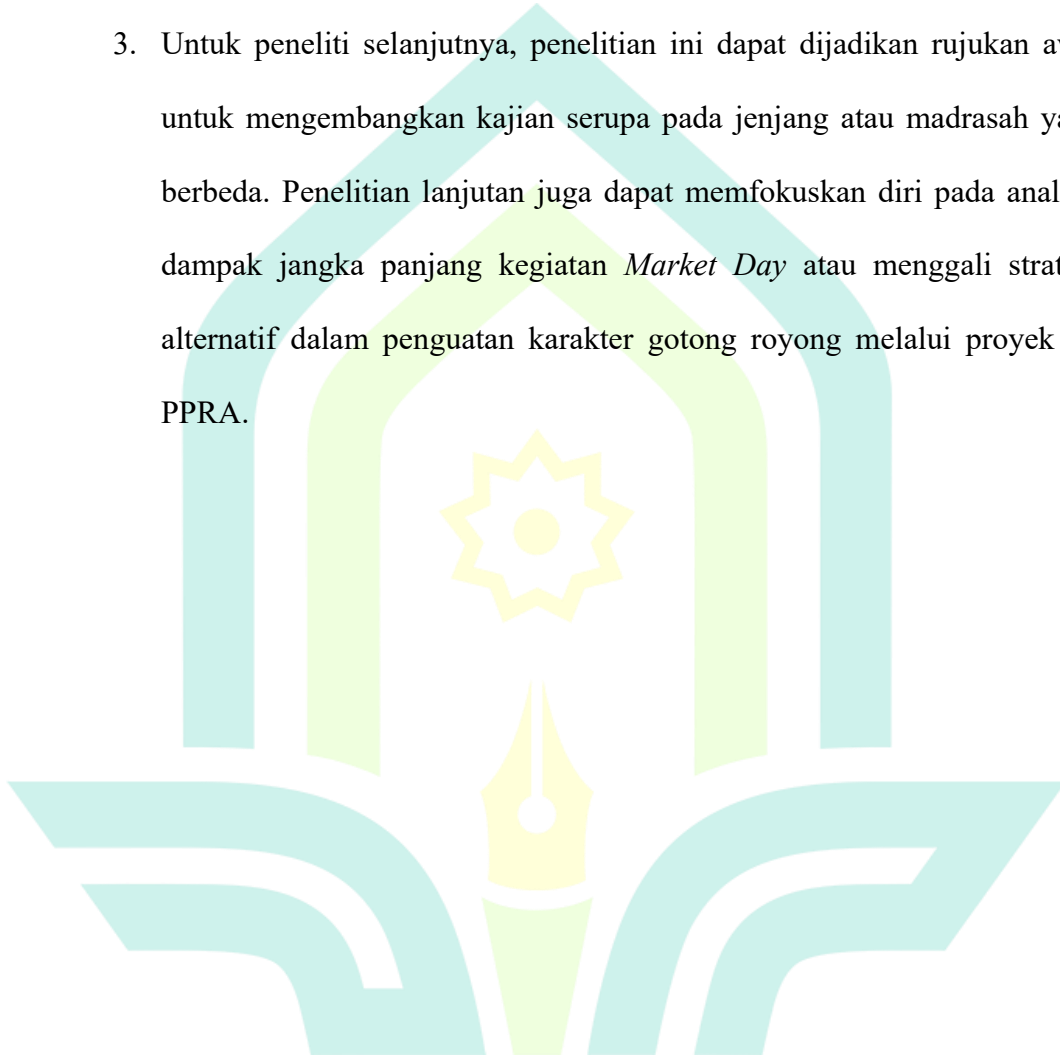 3. Untuk peneliti selanjutnya, penelitian ini dapat dijadikan rujukan
untuk mengembangkan kajian serupa pada jenjang atau madrasah
berbeda. Penelitian lanjutan juga dapat memfokuskan diri pada
dampak jangka panjang kegiatan Market Day atau menggali
alternatif dalam penguatan karakter gotong royong melalui proyek
PPRA.